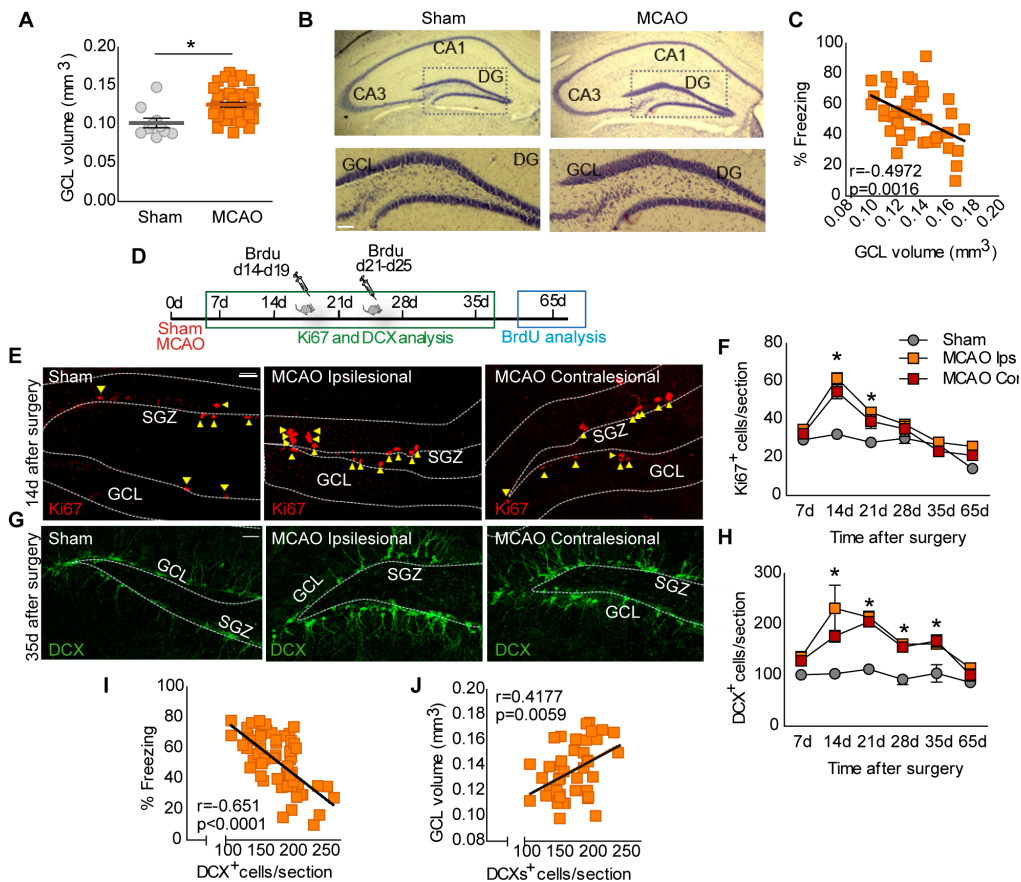 A
*
GCL volume (mm 3)
0.20
0.15
0.10
0.05
0.00
Sham
MCAO
B
Sham
MCAO
CA1
DG
CA3
CA1
DG
CA3
GCL
DG
GCL
DG
C
% Freezing
100
80
60
40
20
0
r=-0.4972
p=0.0016
0.08
0.10
0.12
0.14
0.16
0.18
0.20
GCL volume (mm3)
D
Brdu
d14-d19
Brdu
d21-d25
0d
7d
14d
21d
28d
35d
65d
Sham
MCAO
Ki67 and DCX analysis
BrdU analysis
E
14d after surgery
Sham
SGZ
GCL
Ki67
MCAO Ipsilesional
SGZ
GCL
Ki67
MCAO Contralesional
SGZ
GCL
Ki67
F
Sham
MCAO Ips
MCAO Con
Ki67+ cells/section
80
60
40
20
0
*
*
7d 14d 21d 28d 35d 65d
Time after surgery
G
35d after surgery
Sham
GCL
SGZ
DCX
MCAO Ipsilesional
SGZ
GCL
DCX
MCAO Contralesional
SGZ
GCL
DCX
H
DCX+ cells/section
300
200
100
0
*
*
*
*
7d 14d 21d 28d 35d 65d
Time after surgery
I
% Freezing
100
80
60
40
20
0
r=-0.651
p<0.0001
100 150 200 250
DCX+cells/section
J
GCL volume (mm3)
0.20
0.18
0.16
0.14
0.12
0.10
0.08
r=0.4177
p=0.0059
100 150 200 250
DCXs+ cells/section